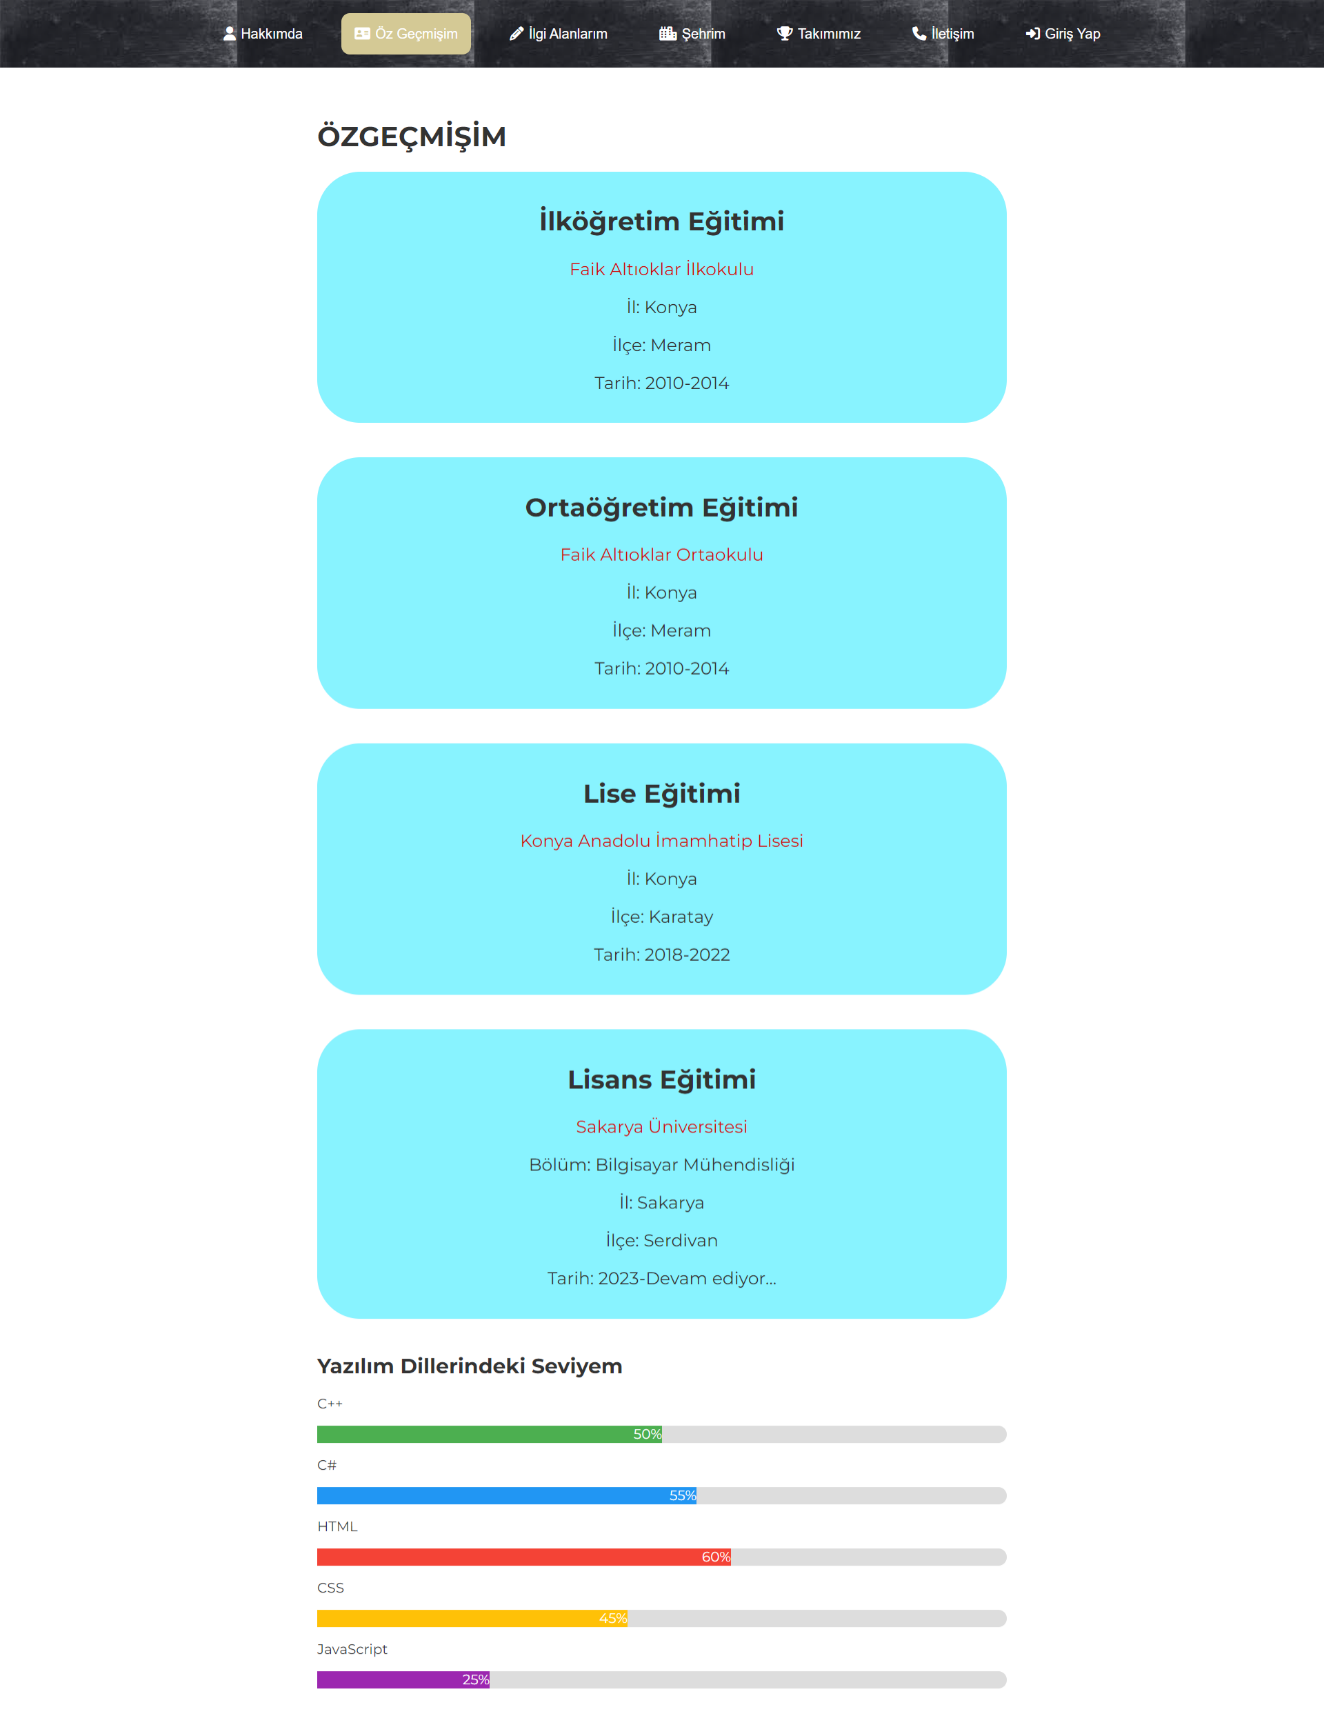 Hakkımda Öz Geçmişim İlgi Alanlarım Şehrim Takımımız İletişim Giriş Yap
ÖZGEÇMİŞİM
İlköğretim Eğitimi
Faik Altıoklar İlkokulu
İl: Konya
İlçe: Meram
Tarih: 2010-2014
Ortaöğretim Eğitimi
Faik Altıoklar Ortaokulu
İl: Konya
İlçe: Meram
Tarih: 2010-2014
Lise Eğitimi
Konya Anadolu İmamhatip Lisesi
İl: Konya
İlçe: Karatay
Tarih: 2018-2022
Lisans Eğitimi
Sakarya Üniversitesi
Bölüm: Bilgisayar Mühendisliği
İl: Sakarya
İlçe: Serdivan
Tarih: 2023-Devam ediyor...
Yazılım Dillerindeki Seviyem
C++
50%
C#
55%
HTML
60%
CSS
45%
JavaScript
25%